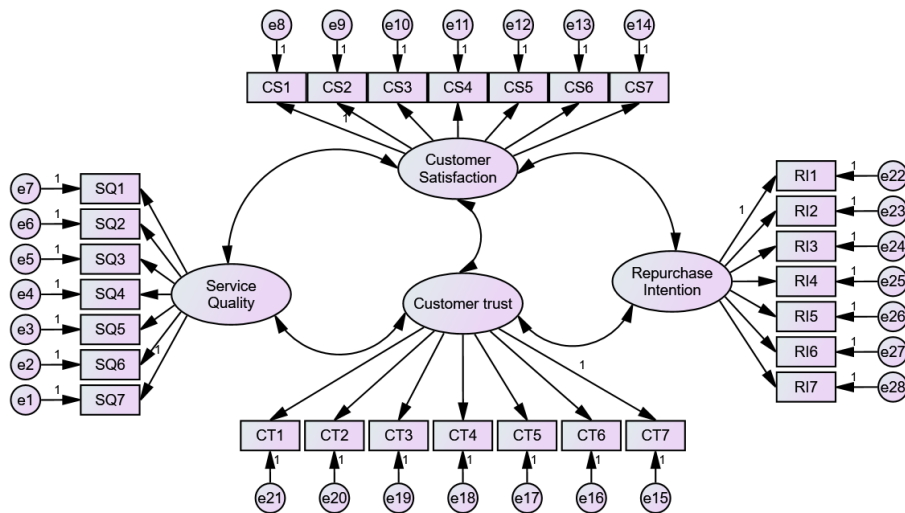 e8 e9 e10 e11 e12 e13 e14
1 1 1 1 1 1 1
CS1 CS2 CS3 CS4 CS5 CS6 CS7
1
Customer
Satisfaction
e7 1 SQ1
e6 1 SQ2
e5 1 SQ3
e4 1 SQ4
e3 1 SQ5
e2 1 SQ6 1
e1 1 SQ7
Service
Quality
Customer trust
Repurchase
Intention
RI1 1 e22
1
RI2 1 e23
RI3 1 e24
RI4 1 e25
RI5 1 e26
RI6 1 e27
RI7 1 e28
1
CT1 CT2 CT3 CT4 CT5 CT6 CT7
1 1 1 1 1 1 1
e21 e20 e19 e18 e17 e16 e15